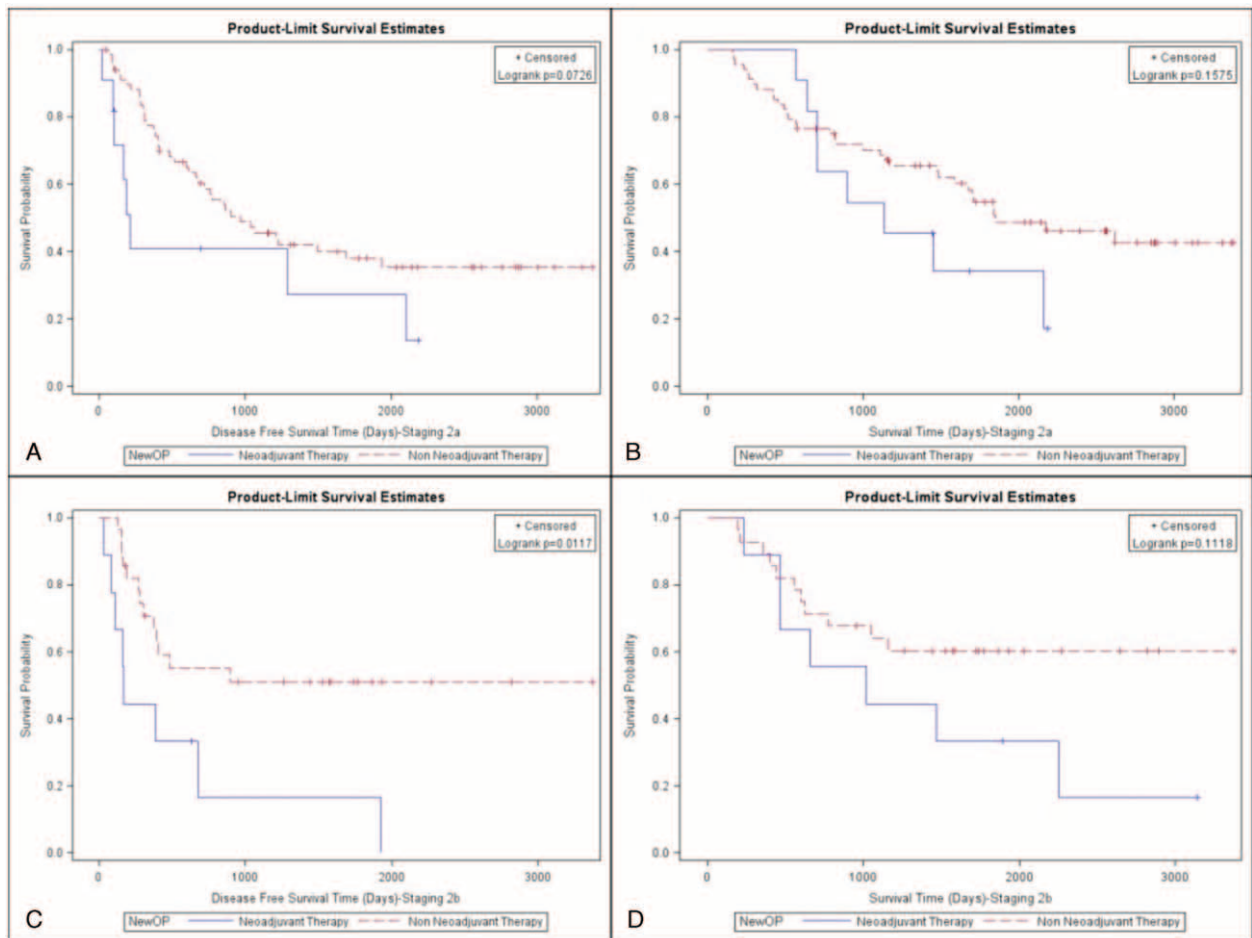 Product-Limit Survival Estimates
+ Censored
Logrank p=0.0726
Survival Probability
1.0
0.8
0.6
0.4
0.2
0.0
0 1000 2000 3000
Disease Free Survival Time (Days)-Staging 2a
A
NewOP Neoadjuvant Therapy Non Neoadjuvant Therapy
Product-Limit Survival Estimates
+ Censored
Logrank p=0.1575
Survival Probability
1.0
0.8
0.6
0.4
0.2
0.0
0 1000 2000 3000
Survival Time (Days)-Staging 2a
B
NewOP Neoadjuvant Therapy Non Neoadjuvant Therapy
Product-Limit Survival Estimates
+ Censored
Logrank p=0.0117
Survival Probability
1.0
0.8
0.6
0.4
0.2
0.0
0 1000 2000 3000
Disease Free Survival Time (Days)-Staging 2b
C
NewOP Neoadjuvant Therapy Non Neoadjuvant Therapy
Product-Limit Survival Estimates
+ Censored
Logrank p=0.1118
Survival Probability
1.0
0.8
0.6
0.4
0.2
0.0
0 1000 2000 3000
Survival Time (Days)-Staging 2b
D
NewOP Neoadjuvant Therapy Non Neoadjuvant Therapy